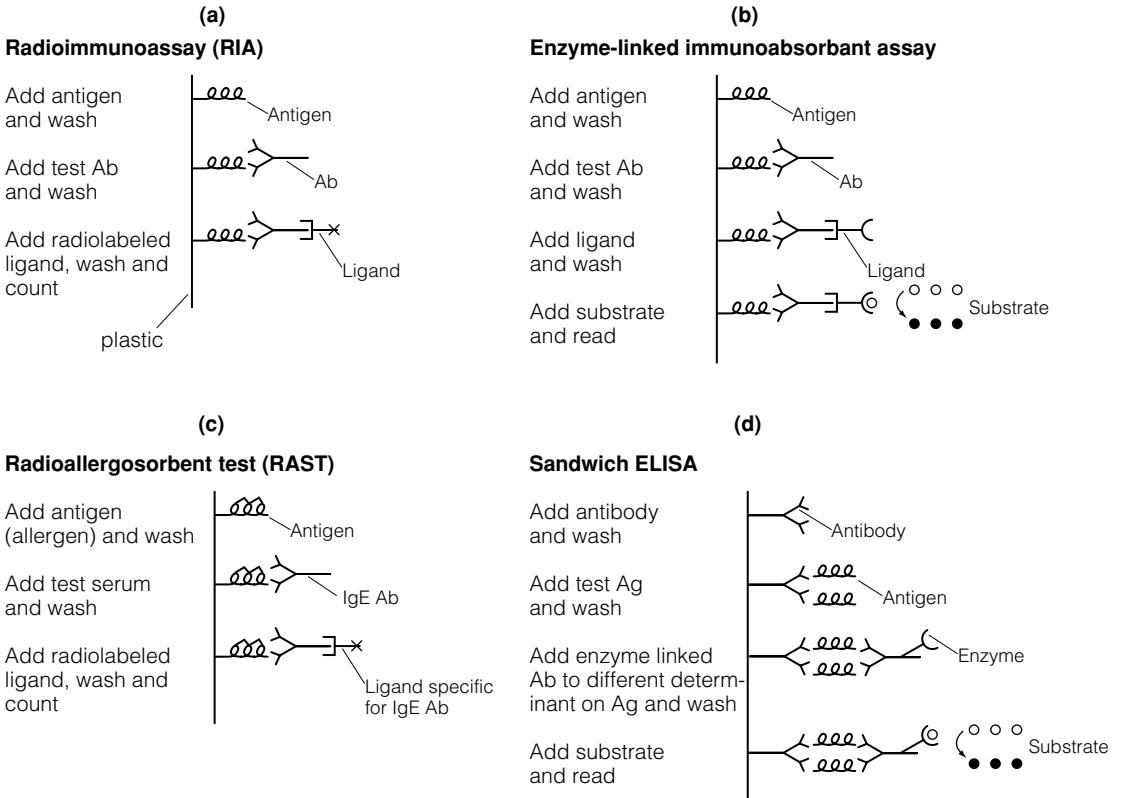 (a)
Radioimmunoassay (RIA)
Add antigen
and wash
Antigen
Add test Ab
and wash
Ab
Add radiolabeled
ligand, wash and
count
Ligand
plastic
(b)
Enzyme-linked immunoabsorbant assay
Add antigen
and wash
Antigen
Add test Ab
and wash
Ab
Add ligand
and wash
Ligand
Add substrate
and read
Substrate
(c)
Radioallergosorbent test (RAST)
Add antigen
(allergen) and wash
Antigen
Add test serum
and wash
IgE Ab
Add radiolabeled
ligand, wash and
count
Ligand specific
for IgE Ab
(d)
Sandwich ELISA
Add antibody
and wash
Antibody
Add test Ag
and wash
Antigen
Add enzyme linked
Ab to different determ-
inant on Ag and wash
Enzyme
Add substrate
and read
Substrate